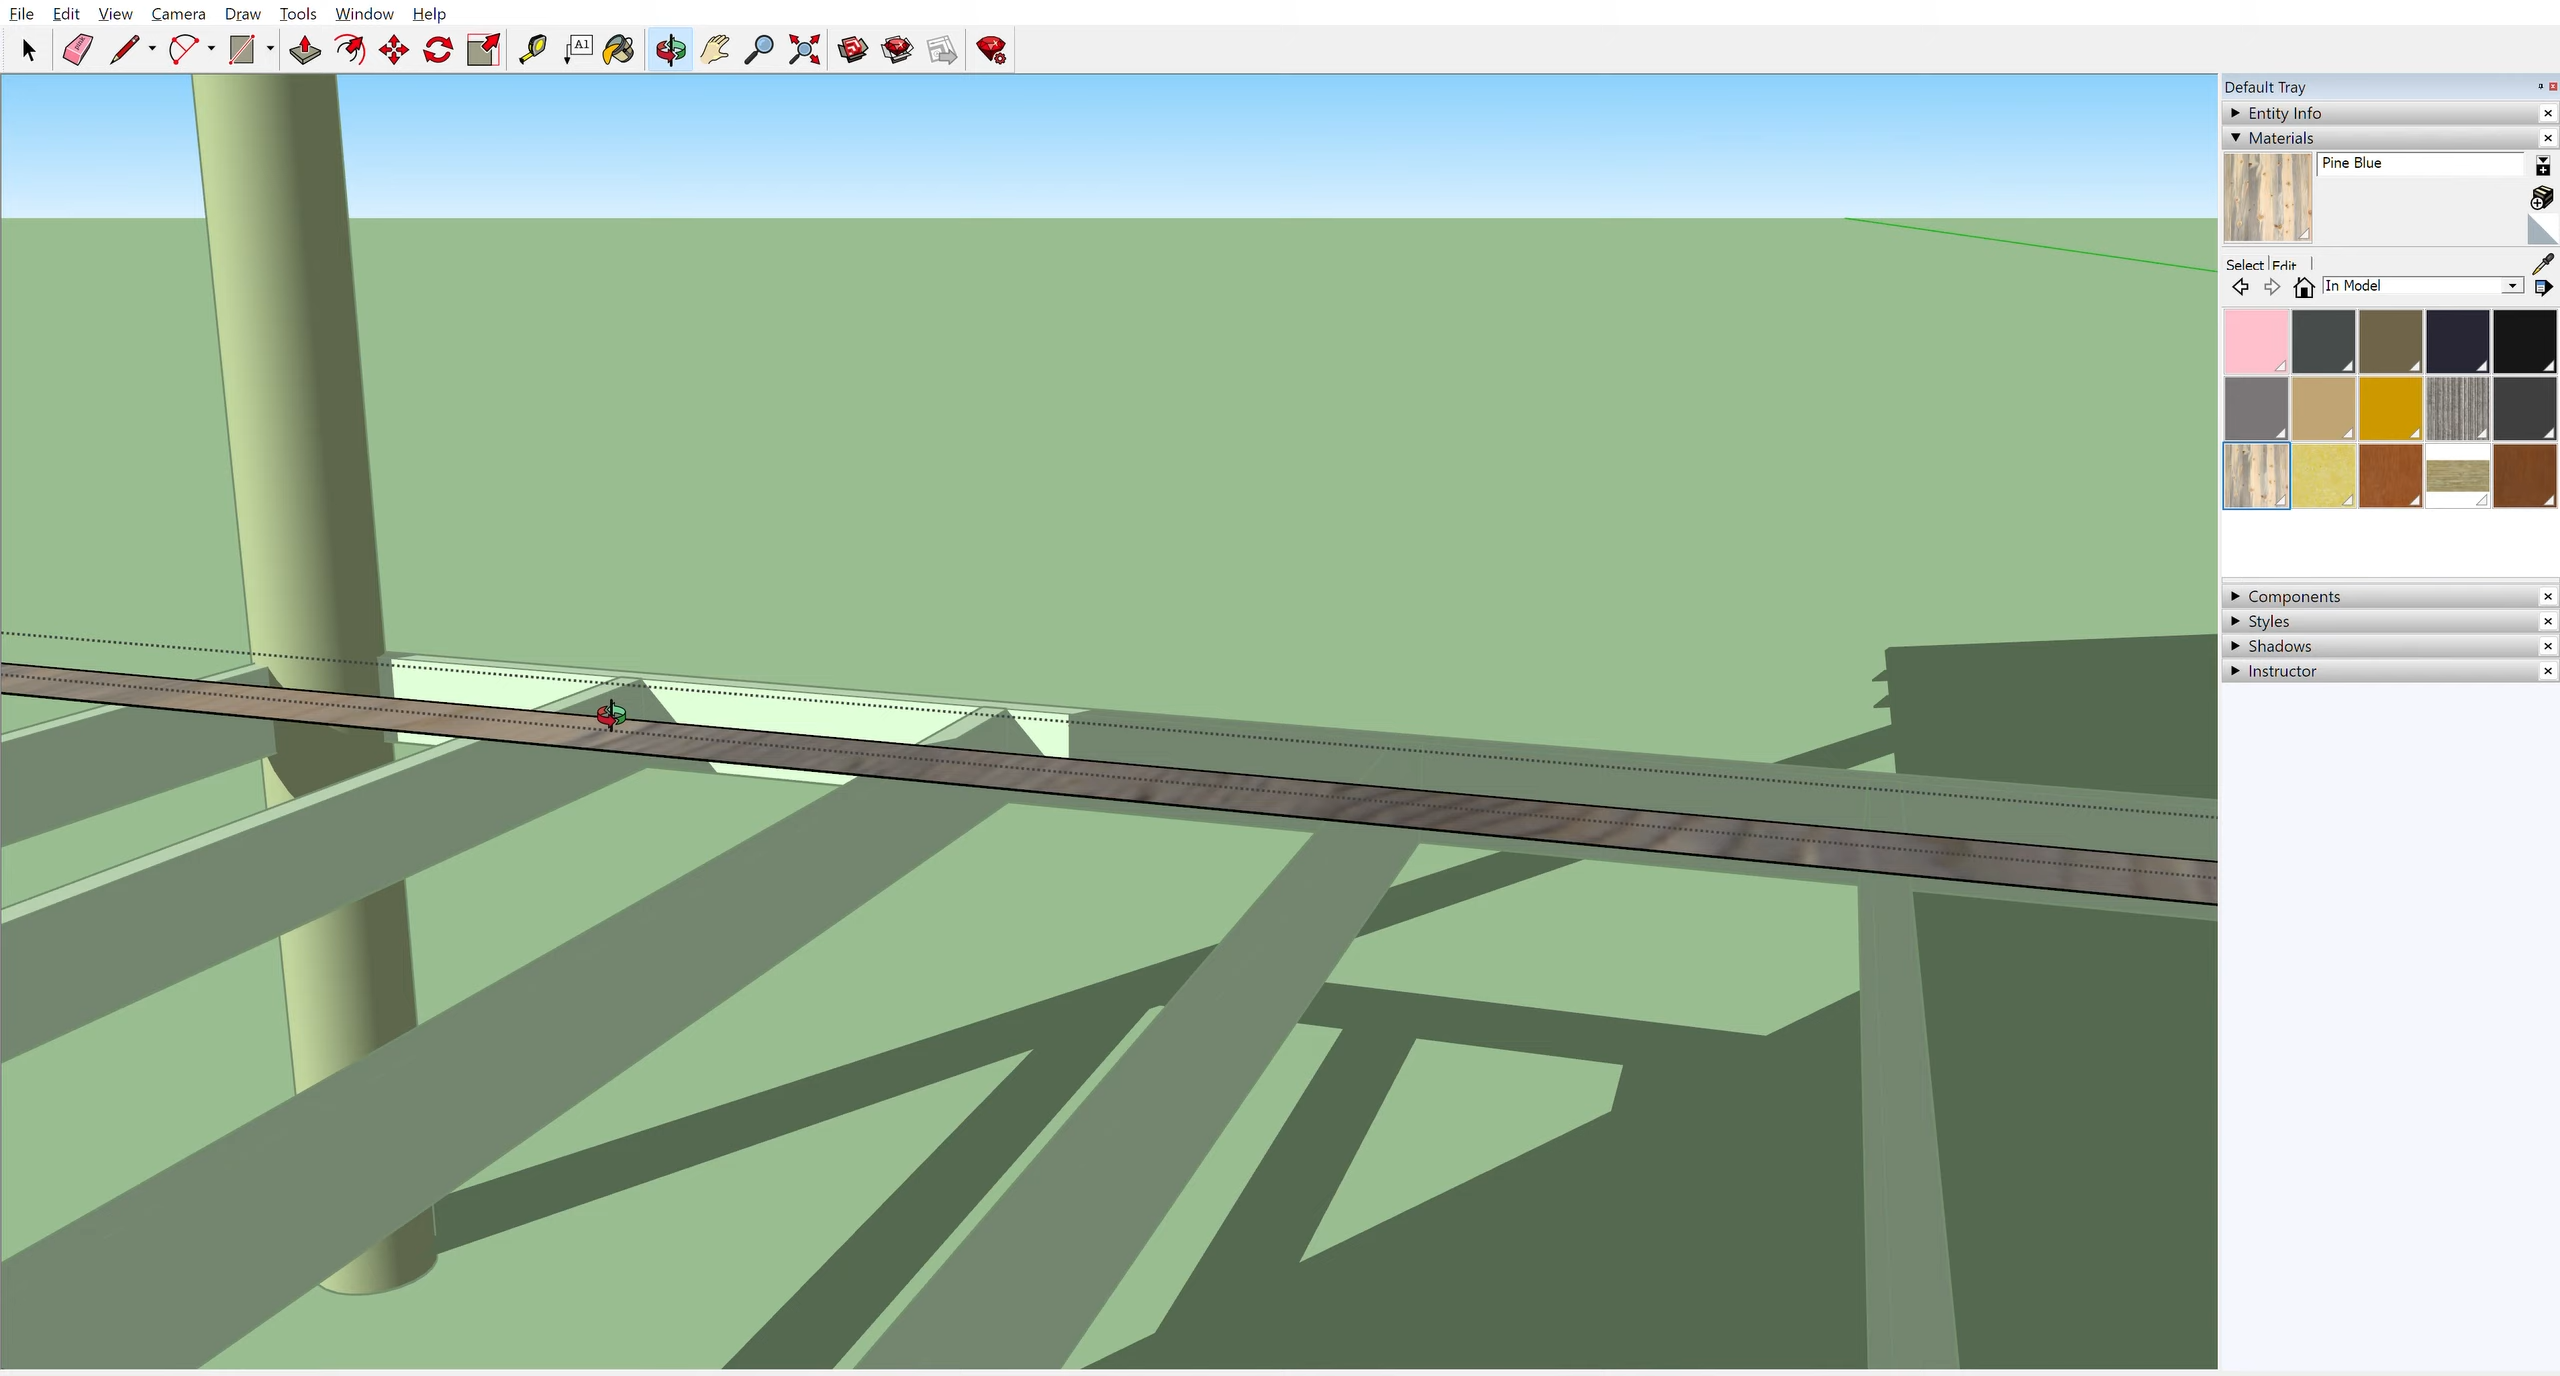 File Edit View Camera Draw Tools Window Help
A1
Default Tray
Entity Info
Materials
Pine Blue
Select Edit
In Model
Components
Styles
Shadows
Instructor